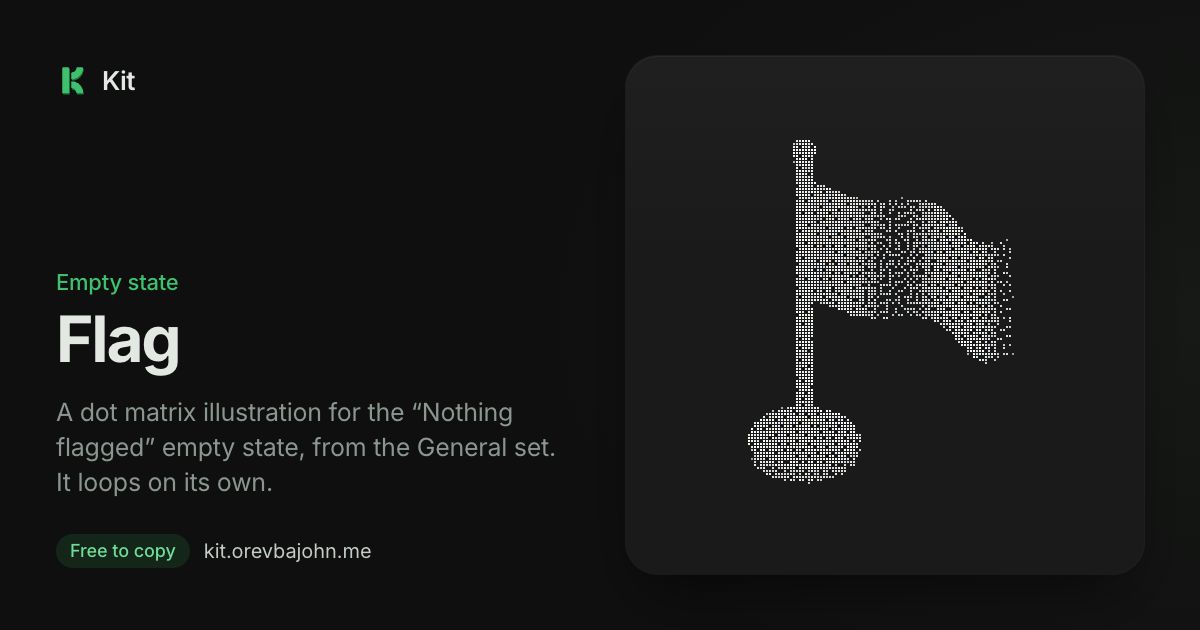 Kit
Empty state
Flag
A dot matrix illustration for the “Nothing
flagged” empty state, from the General set.
It loops on its own.
Free to copy
kit.orevbajohn.me